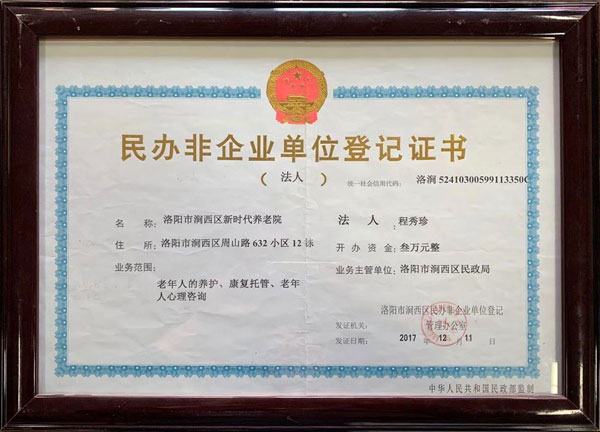 民办非企业单位登记证书
（法人）
统一社会信用代码： 洛涧 52410300599113350C
名 称： 洛阳市涧西区新时代养老院
法 人： 程秀珍
住 所： 洛阳市涧西区周山路 632 小区 12 栋
开 办 资 金： 叁万元整
业务范围：
业务主管单位： 洛阳市涧西区民政局
老年人的养护、康复托管、老年
人心理咨询
洛阳市涧西区民办非企业单位登记
发证机关： 管理办公室
发证日期： 2017 年 12 月 11 日
中华人民共和国民政部监制